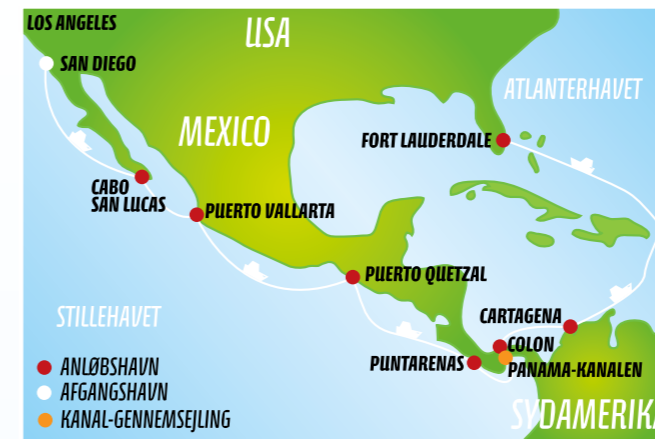 LOS ANGELES
USA
SAN DIEGO
ATLANTERHAVET
MEXICO
FORT LAUDERDALE
CABO
SAN LUCAS
PUERTO VALLARTA
PUERTO QUETZAL
STILLEHAVET
CARTAGENA
COLON
PUNTARENAS
PANAMA-KANALEN
ANLØBSHAVN
AFGANGSHAVN
KANAL-GENNEMSEJLING
SYDAMERIKA